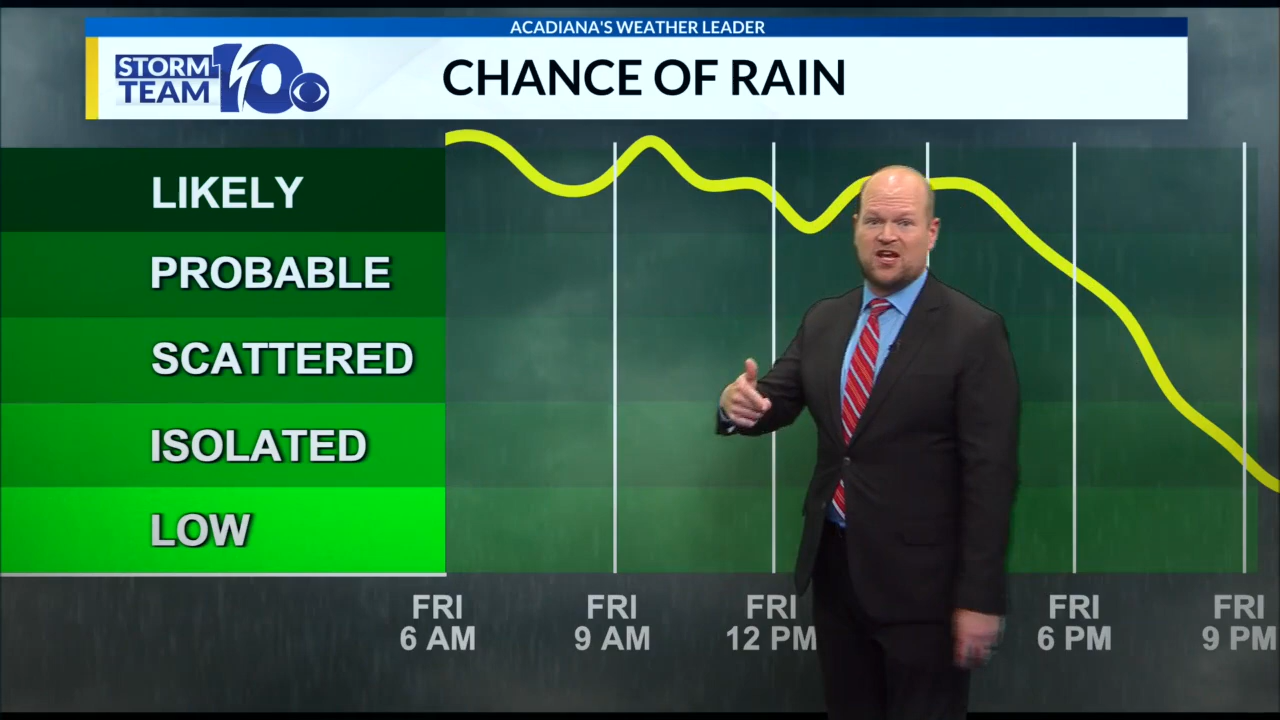 ACADIANA'S WEATHER LEADER
STORM TEAM 10
CHANCE OF RAIN
LIKELY
PROBABLE
SCATTERED
ISOLATED
LOW
FRI FRI FRI FRI FRI
6 AM 9 AM 12 PM 6 PM 9 PM